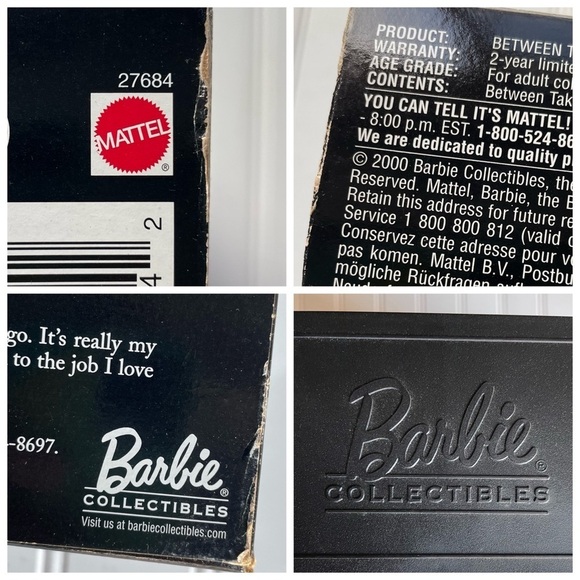 27684
MATTEL
®
2
4
PRODUCT: BETWEEN T
WARRANTY: 2-year limite
AGE GRADE: For adult col
CONTENTS: Between Tak
YOU CAN TELL IT'S MATTEL!
- 8:00 p.m. EST. 1-800-524-86
We are dedicated to quality p
© 2000 Barbie Collectibles, the
Reserved. Mattel, Barbie, the B
Retain this address for future re
Service 1 800 800 812 (valid o
Conservez cette adresse pour v
pas komen. Mattel B.V., Postbu
mögliche Rückfragen auf
go. It's really my
to the job I love
-8697.
Barbie®
COLLECTIBLES
Visit us at barbiecollectibles.com
Barbie®
COLLECTIBLES